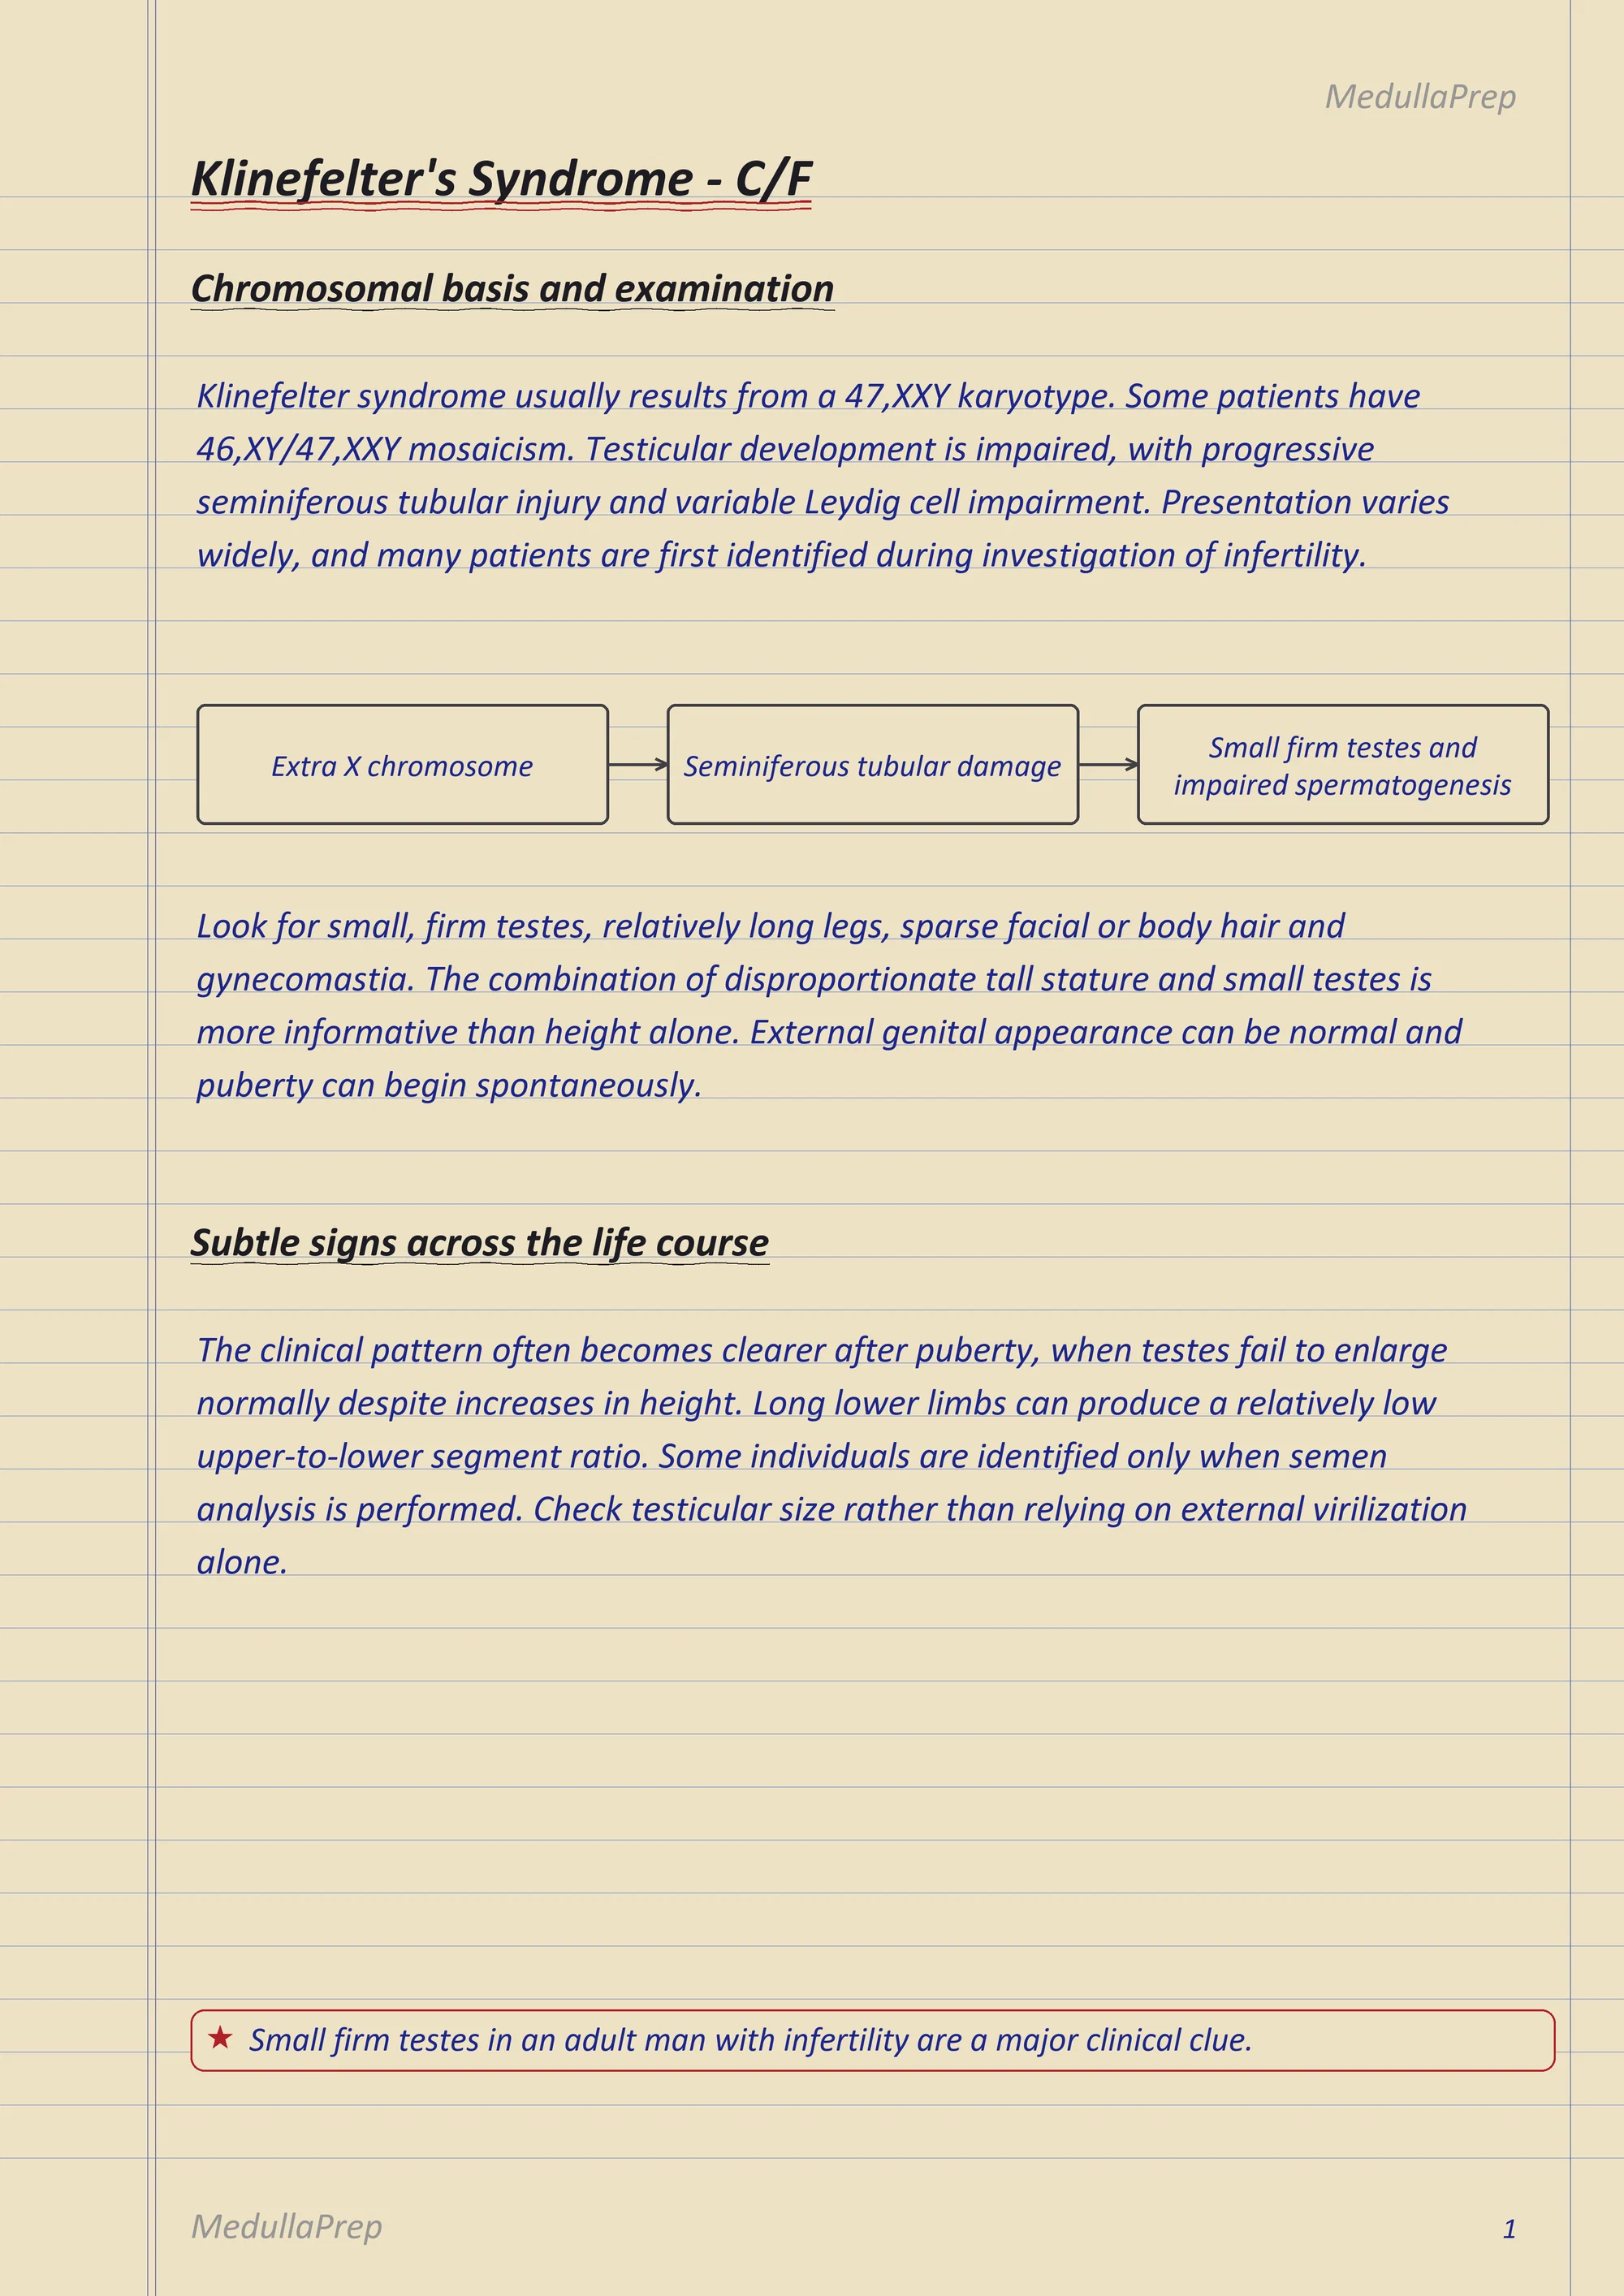 MedullaPrep
Klinefelter's Syndrome - C/F
Chromosomal basis and examination
Klinefelter syndrome usually results from a 47,XXY karyotype. Some patients have
46,XY/47,XXY mosaicism. Testicular development is impaired, with progressive
seminiferous tubular injury and variable Leydig cell impairment. Presentation varies
widely, and many patients are first identified during investigation of infertility.
Extra X chromosome
Seminiferous tubular damage
Small firm testes and
impaired spermatogenesis
Look for small, firm testes, relatively long legs, sparse facial or body hair and
gynecomastia. The combination of disproportionate tall stature and small testes is
more informative than height alone. External genital appearance can be normal and
puberty can begin spontaneously.
Subtle signs across the life course
The clinical pattern often becomes clearer after puberty, when testes fail to enlarge
normally despite increases in height. Long lower limbs can produce a relatively low
upper-to-lower segment ratio. Some individuals are identified only when semen
analysis is performed. Check testicular size rather than relying on external virilization
alone.
★ Small firm testes in an adult man with infertility are a major clinical clue.
MedullaPrep
1